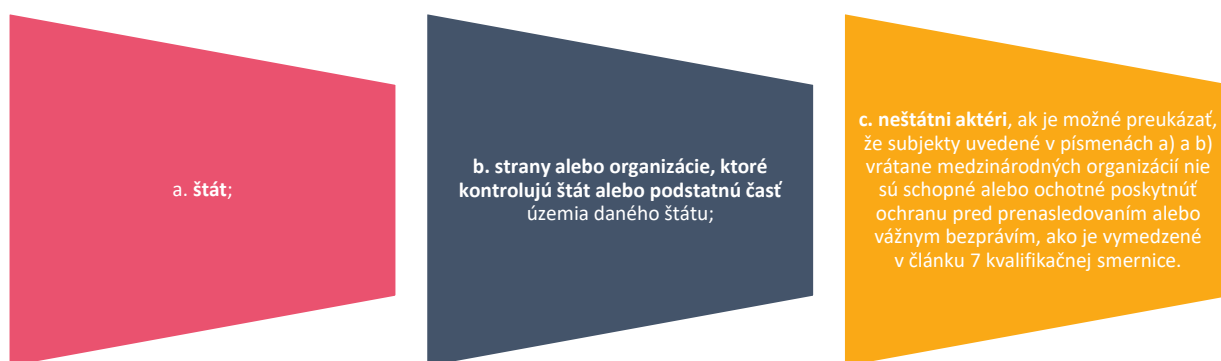 a. štát;
b. strany alebo organizácie, ktoré
kontrolujú štát alebo podstatnú časť
územia daného štátu;
c. neštátni aktéri, ak je možné preukázať,
že subjekty uvedené v písmenách a) a b)
vrátane medzinárodných organizácií nie
sú schopné alebo ochotné poskytnúť
ochranu pred prenasledovaním alebo
vážnym bezprávím, ako je vymedzené
v článku 7 kvalifikačnej smernice.